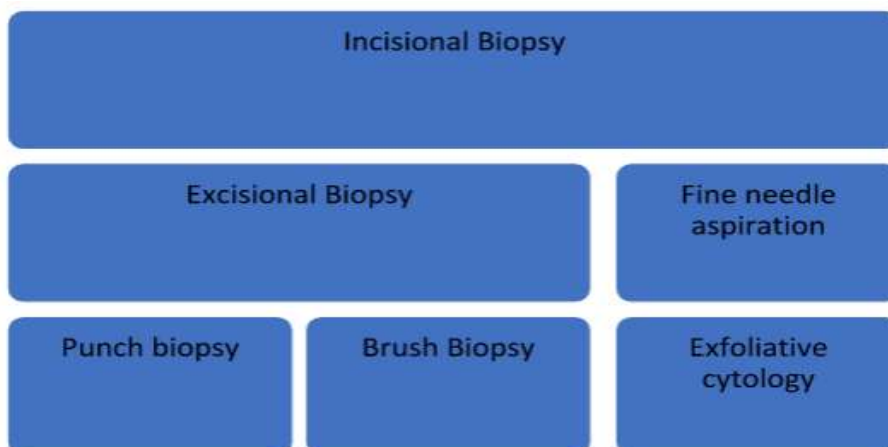 Incisional Biopsy
Excisional Biopsy
Fine needle
aspiration
Punch biopsy
Brush Biopsy
Exfoliative
cytology